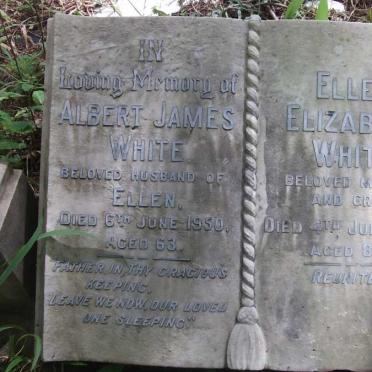 IN
Loving Memory of
ALBERT JAMES
WHITE
BELOVED HUSBAND OF
ELLEN.
DIED 6TH JUNE 1950.
AGED 63.
"FATHER IN THY GRACIOUS
KEEPING,
LEAVE WE NOW, OUR LOVED
ONE SLEEPING"
ELLE
ELIZAB
WHIT
BELOVED M
AND GR
DIED 4TH JU
AGED 8
REUNITE